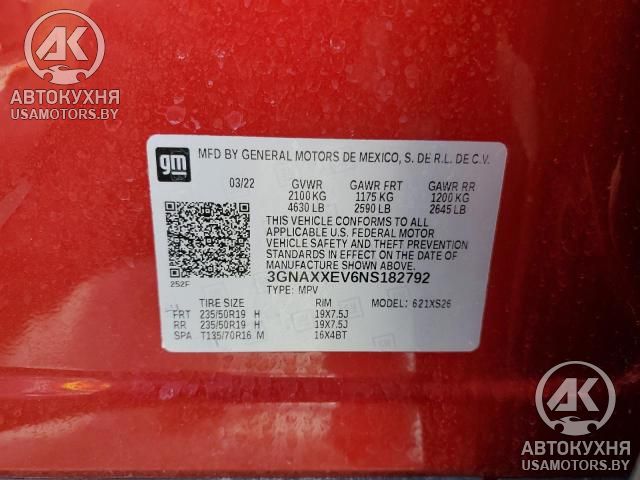 АК
АВТОКУХНЯ
USAMOTORS.BY
gm
MFD BY GENERAL MOTORS DE MEXICO, S. DE R.L. DE C.V.
03/22 GVWR GAWR FRT GAWR RR
2100 KG 1175 KG 1200 KG
4630 LB 2590 LB 2645 LB
THIS VEHICLE CONFORMS TO ALL
APPLICABLE U.S. FEDERAL MOTOR
VEHICLE SAFETY AND THEFT PREVENTION
STANDARDS IN EFFECT ON THE DATE OF
MANUFACTURE SHOWN ABOVE.
252F
3GNAXXEV6NS182792
TYPE: MPV
TIRE SIZE RIM MODEL: 621XS26
FRT 235/50R19 H 19X7.5J
RR 235/50R19 H 19X7.5J
SPA T135/70R16 M 16X4BT
АК
АВТОКУХНЯ
USAMOTORS.BY